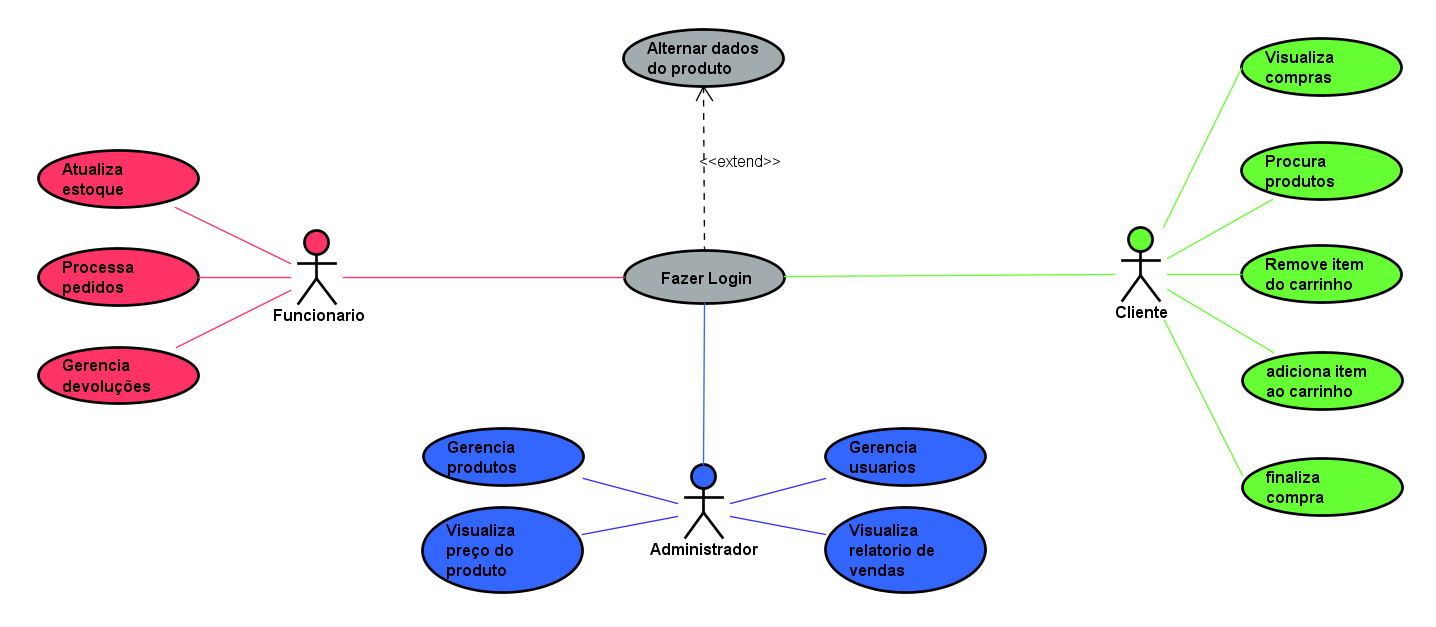 Alternar dados
do produto
<<extend>>
Fazer Login
Atualiza
estoque
Processa
pedidos
Gerencia
devoluções
Funcionario
Visualiza
compras
Procura
produtos
Remove item
do carrinho
adiciona item
ao carrinho
finaliza
compra
Cliente
Gerencia
produtos
Visualiza
preço do
produto
Administrador
Gerencia
usuarios
Visualiza
relatorio de
vendas